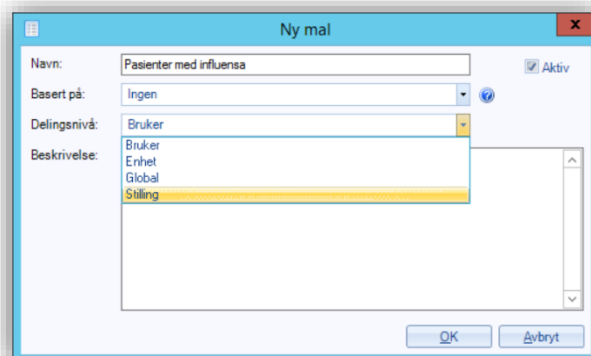 Ny mal
x
Navn: Pasienter med influensa Aktiv
Basert på: Ingen ?
Delingsnivå: Bruker
Beskrivelse: Bruker
Enhet
Global
Stilling
OK Avbryt